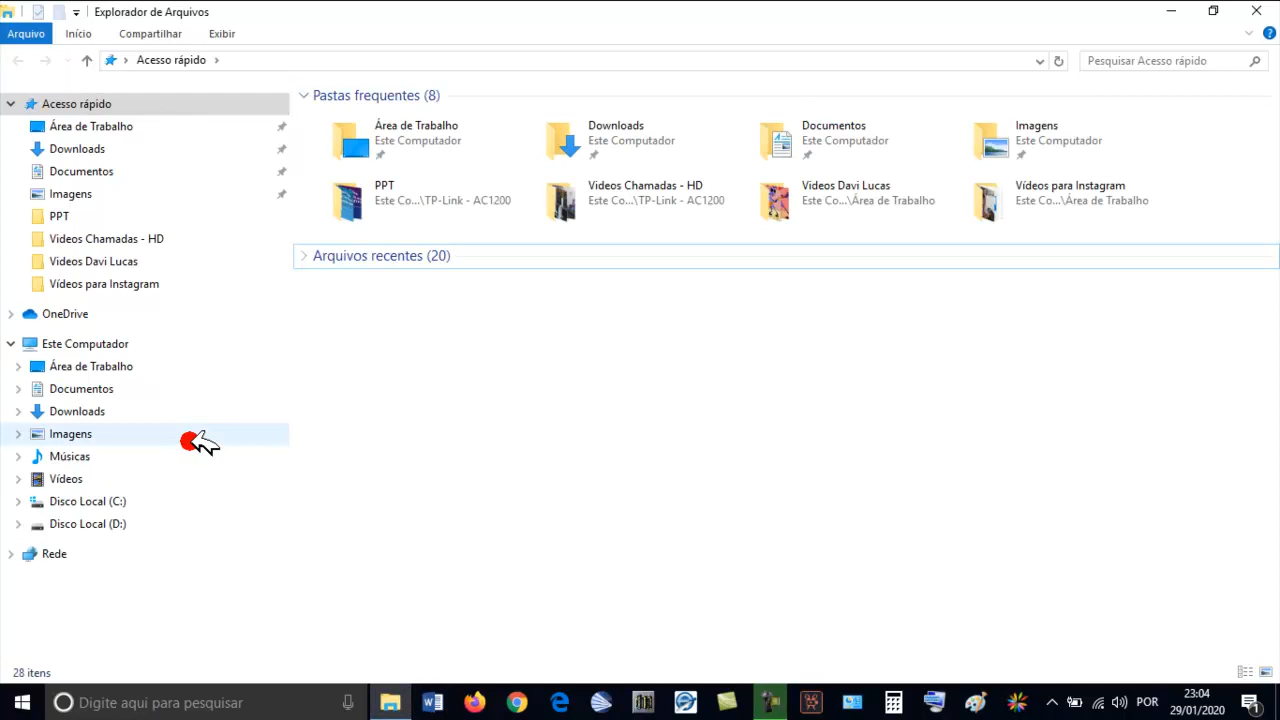 Explorador de Arquivos
Arquivo Início Compartilhar Exibir
Acesso rápido
Pesquisar Acesso rápido
Acesso rápido
Área de Trabalho
Downloads
Documentos
Imagens
PPT
Videos Chamadas - HD
Videos Davi Lucas
Vídeos para Instagram
OneDrive
Este Computador
Área de Trabalho
Documentos
Downloads
Imagens
Músicas
Vídeos
Disco Local (C:)
Disco Local (D:)
Rede
Pastas frequentes (8)
Área de Trabalho
Este Computador
Downloads
Este Computador
Documentos
Este Computador
Imagens
Este Computador
PPT
Este Co...\TP-Link - AC1200
Videos Chamadas - HD
Este Co...\TP-Link - AC1200
Videos Davi Lucas
Este Co...\Área de Trabalho
Vídeos para Instagram
Este Co...\Área de Trabalho
Arquivos recentes (20)
28 itens
Digite aqui para pesquisar
POR
23:04
29/01/2020
1